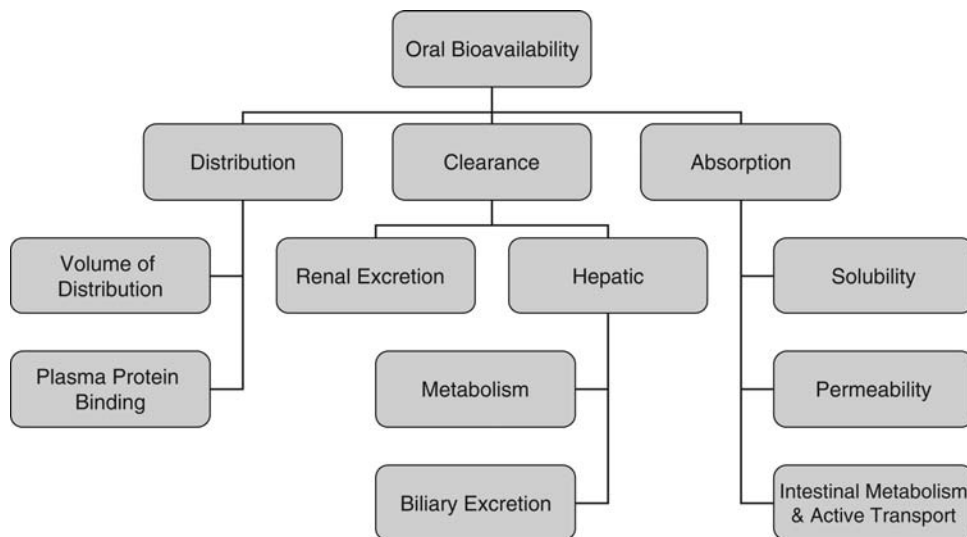 Oral Bioavailability
Distribution
Clearance
Absorption
Volume of
Distribution
Renal Excretion
Hepatic
Solubility
Plasma Protein
Binding
Metabolism
Permeability
Biliary Excretion
Intestinal Metabolism
& Active Transport